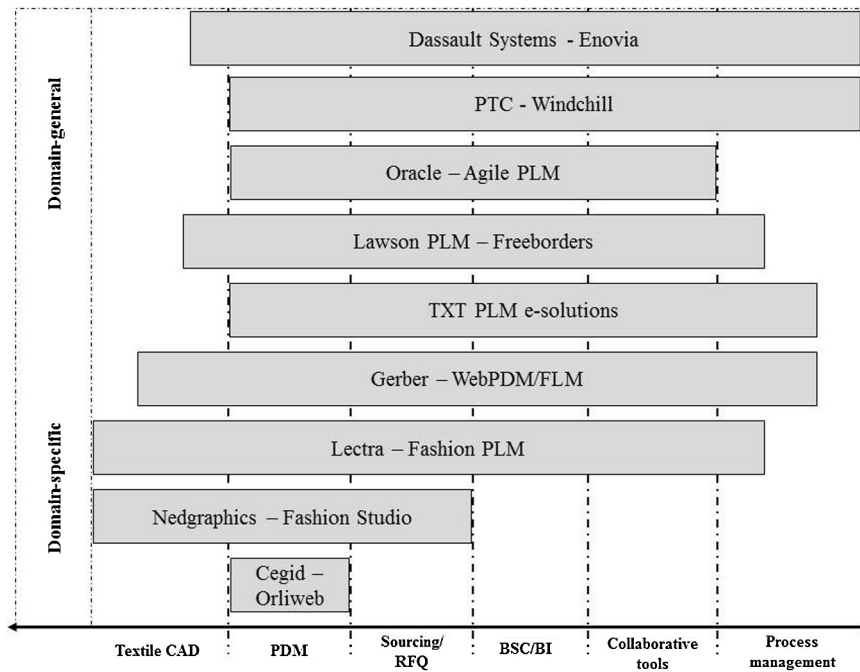 Domain-general
Dassault Systems - Enovia
PTC - Windchill
Oracle – Agile PLM
Lawson PLM – Freeborders
TXT PLM e-solutions
Domain-specific
Gerber – WebPDM/FLM
Lectra – Fashion PLM
Nedgraphics – Fashion Studio
Cegid –
Orliweb
Textile CAD
PDM
Sourcing/
RFQ
BSC/BI
Collaborative
tools
Process
management